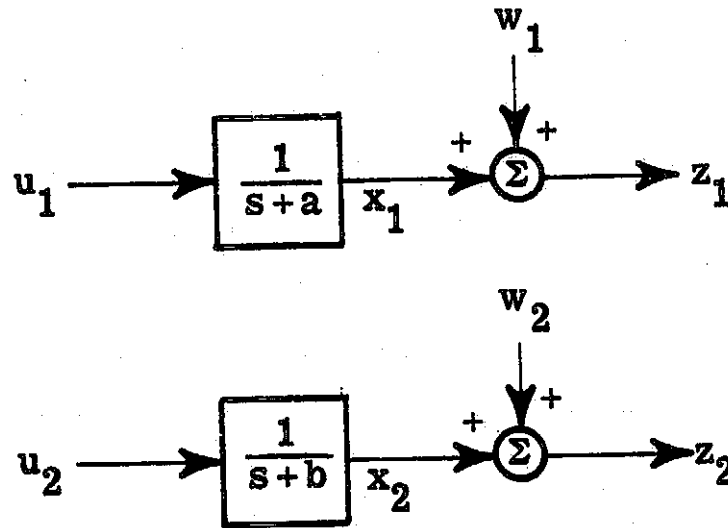 w₁
+ +
u₁ 1/(s+a) x₁ Σ z₁
w₂
+ +
u₂ 1/(s+b) x₂ Σ z₂